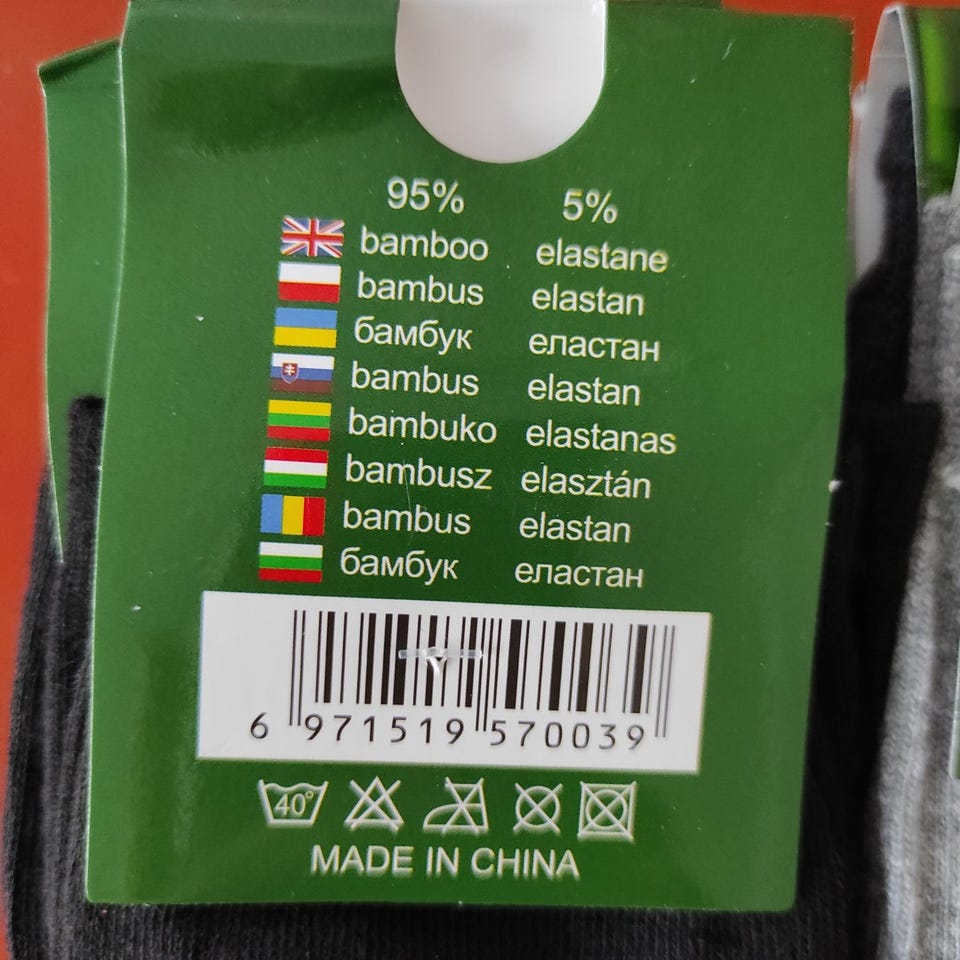 95% 5%
bamboo elastane
bambus elastan
бамбук еластан
bambus elastan
bambuko elastanas
bambusz elasztán
bambus elastan
бамбук еластан
6 971519 570039
40°
MADE IN CHINA